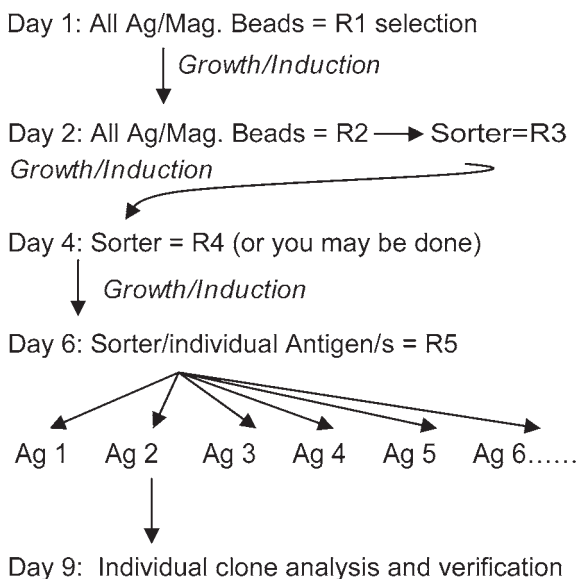 Day 1: All Ag/Mag. Beads = R1 selection
Growth/Induction
Day 2: All Ag/Mag. Beads = R2 Sorter=R3
Growth/Induction
Day 4: Sorter = R4 (or you may be done)
Growth/Induction
Day 6: Sorter/individual Antigen/s = R5
Ag 1 Ag 2 Ag 3 Ag 4 Ag 5 Ag 6......
Day 9: Individual clone analysis and verification